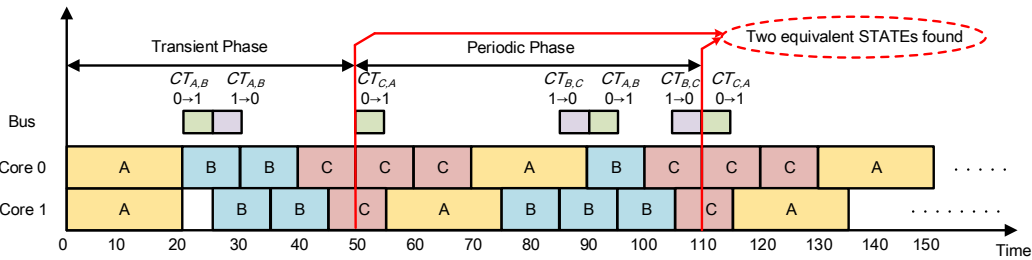 Transient Phase
Periodic Phase
Two equivalent STATEs found
CT_{A,B} CT_{A,B} CT_{C,A} CT_{B,C} CT_{A,B} CT_{B,C} CT_{C,A}
0→1 1→0 0→1 1→0 0→1 1→0 0→1
Bus
Core 0 A B B C C C A B C C C A . . . . .
Core 1 A B B C A B B B C A . . . . . . . .
0 10 20 30 40 50 60 70 80 90 100 110 120 130 140 150 Time